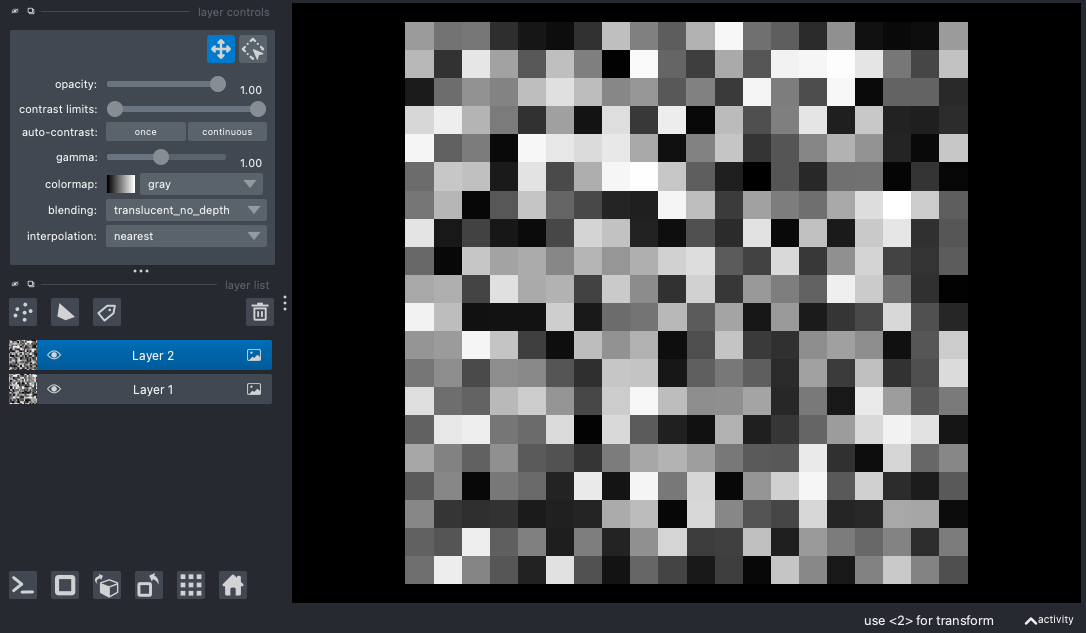 layer controls
opacity: 1.00
contrast limits:
auto-contrast: once continuous
gamma: 1.00
colormap: gray
blending: translucent_no_depth
interpolation: nearest
layer list
Layer 2
Layer 1
use <2> for transform activity